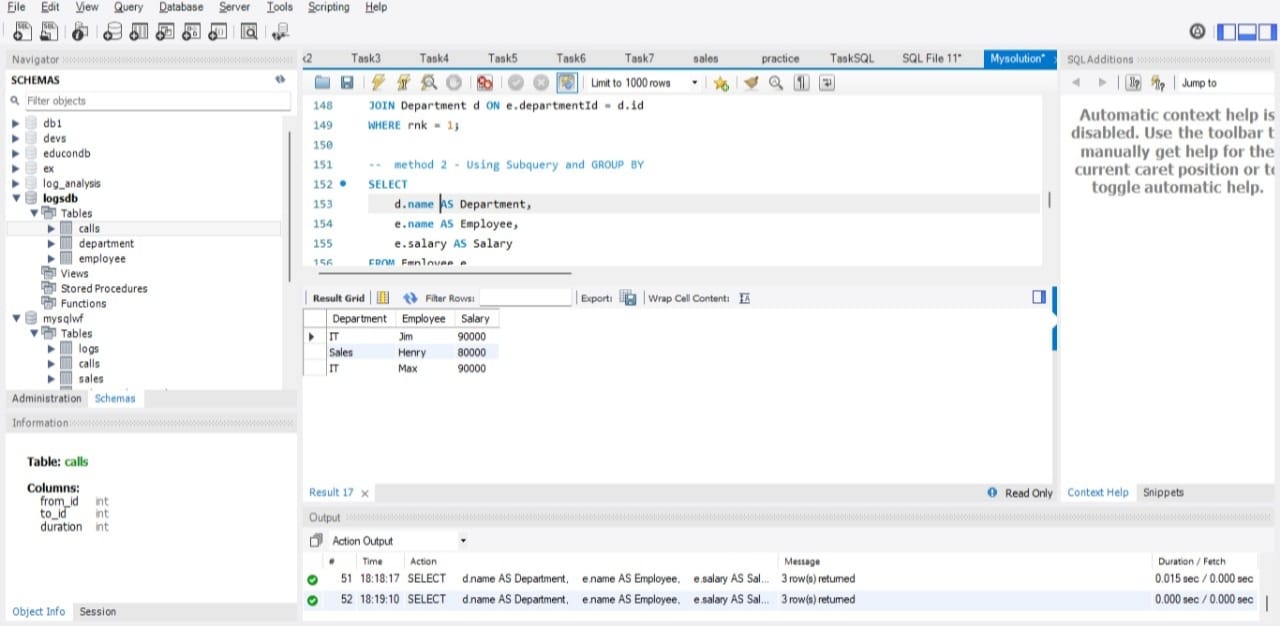 File Edit View Query Database Server Tools Scripting Help
Navigator
SCHEMAS
Filter objects
db1
devs
educondb
ex
log_analysis
logsdb
Tables
calls
department
employee
Views
Stored Procedures
Functions
mysqlwf
Tables
logs
calls
sales
Administration Schemas
Information
Table: calls
Columns:
from_id int
to_id int
duration int
Object Info Session
2 Task3 Task4 Task5 Task6 Task7 sales practice TaskSQL SQL File 11* Mysolution*
Limit to 1000 rows
148 JOIN Department d ON e.departmentId = d.id
149 WHERE rnk = 1;
150
151 -- method 2 - Using Subquery and GROUP BY
152 SELECT
153 d.name AS Department,
154 e.name AS Employee,
155 e.salary AS Salary
156 FROM Employee e
Result Grid Filter Rows: Export: Wrap Cell Content:
Department Employee Salary
IT Jim 90000
Sales Henry 80000
IT Max 90000
Result 17 Read Only
Output
Action Output
# Time Action Message Duration / Fetch
51 18:18:17 SELECT d.name AS Department, e.name AS Employee, e.salary AS Sal... 3 row(s) returned 0.015 sec / 0.000 sec
52 18:19:10 SELECT d.name AS Department, e.name AS Employee, e.salary AS Sal... 3 row(s) returned 0.000 sec / 0.000 sec
SQLAdditions
Jump to
Automatic context help is
disabled. Use the toolbar t
manually get help for the
current caret position or to
toggle automatic help.
Context Help Snippets